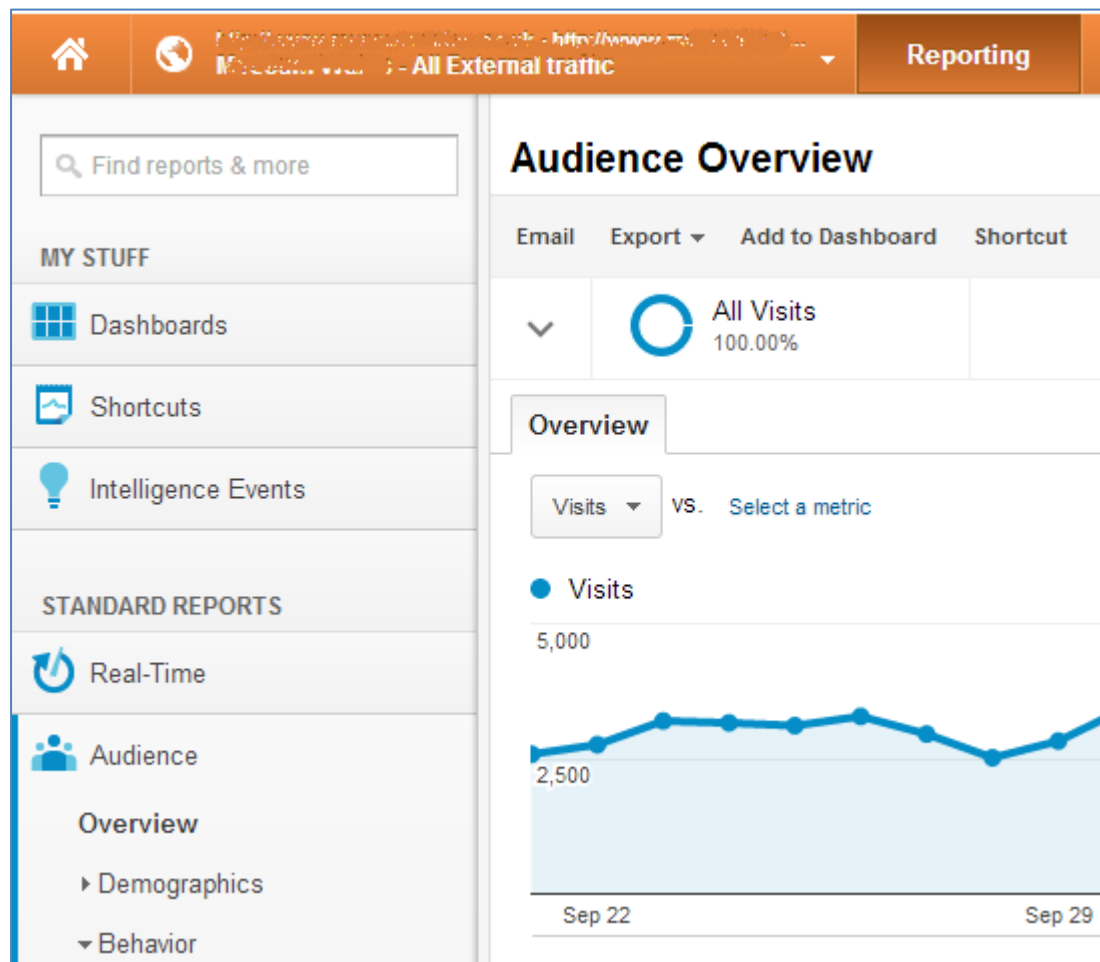 http://www.
- All External traffic
Reporting
Find reports & more
MY STUFF
Dashboards
Shortcuts
Intelligence Events
STANDARD REPORTS
Real-Time
Audience
Overview
Demographics
Behavior
Audience Overview
Email Export Add to Dashboard Shortcut
All Visits
100.00%
Overview
Visits VS. Select a metric
Visits
5,000
2,500
Sep 22 Sep 29